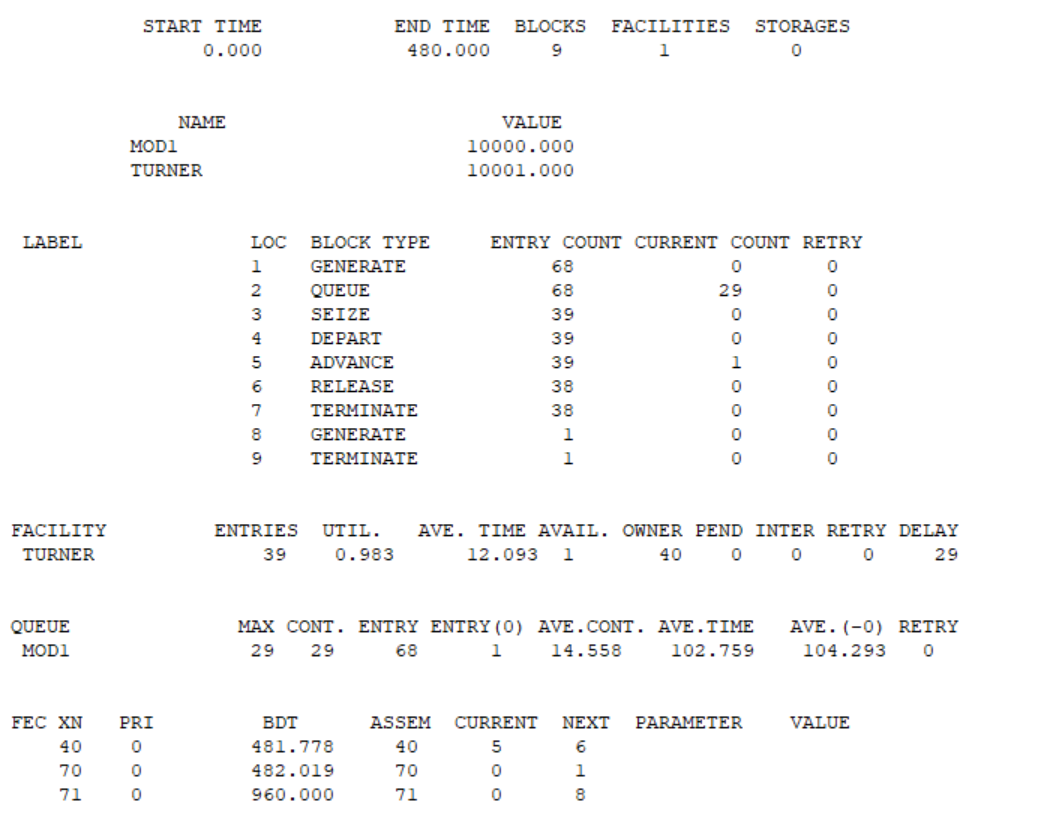 START TIME END TIME BLOCKS FACILITIES STORAGES
0.000 480.000 9 1 0
NAME VALUE
MOD1 10000.000
TURNER 10001.000
LABEL LOC BLOCK TYPE ENTRY COUNT CURRENT COUNT RETRY
1 GENERATE 68 0 0
2 QUEUE 68 29 0
3 SEIZE 39 0 0
4 DEPART 39 0 0
5 ADVANCE 39 1 0
6 RELEASE 38 0 0
7 TERMINATE 38 0 0
8 GENERATE 1 0 0
9 TERMINATE 1 0 0
FACILITY ENTRIES UTIL. AVE. TIME AVAIL. OWNER PEND INTER RETRY DELAY
TURNER 39 0.983 12.093 1 40 0 0 0 29
QUEUE MAX CONT. ENTRY ENTRY(0) AVE.CONT. AVE.TIME AVE.(-0) RETRY
MOD1 29 29 68 1 14.558 102.759 104.293 0
FEC XN PRI BDT ASSEM CURRENT NEXT PARAMETER VALUE
40 0 481.778 40 5 6
70 0 482.019 70 0 1
71 0 960.000 71 0 8